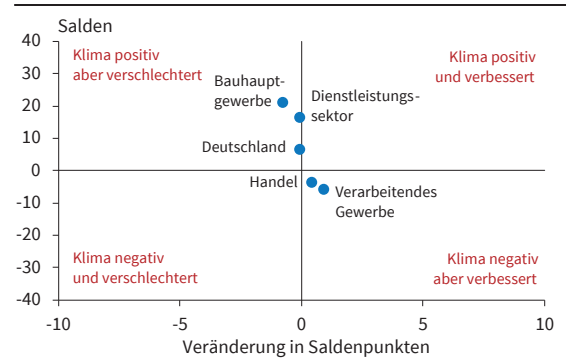 Salden
40
30
20
10
0
-10
-20
-30
-40
Klima positiv
aber verschlechtert
Klima positiv
und verbessert
Bauhaupt-
gewerbe
Dienstleistungs-
sektor
Deutschland
Handel
Verarbeitendes
Gewerbe
Klima negativ
und verschlechtert
Klima negativ
aber verbessert
-10
-5
0
5
10
Veränderung in Saldenpunkten